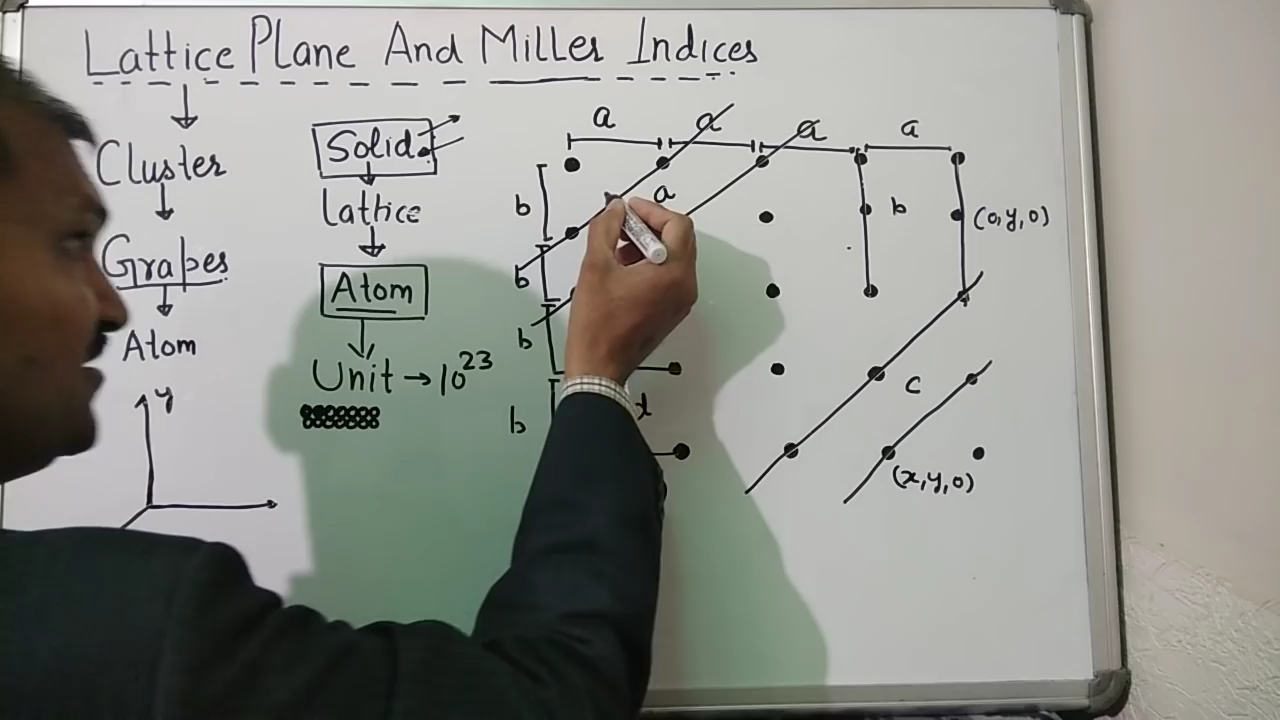 Lattice Plane And Miller Indices
Cluster
Grapes
Atom
y
Solid
Lattice
Atom
Unit → 10²³
a a a a
b
b
b
b
a
b
(0,y,0)
c
(x,y,0)